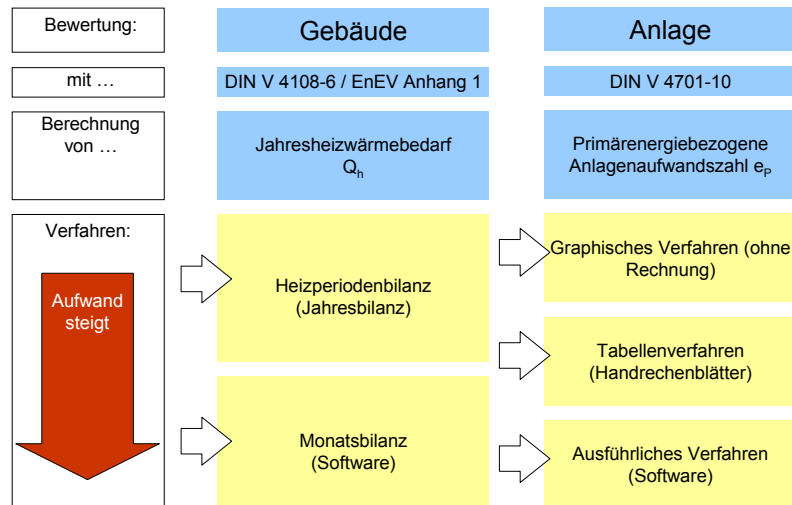 Bewertung:
Gebäude
Anlage
mit …
DIN V 4108-6 / EnEV Anhang 1
DIN V 4701-10
Berechnung
von …
Jahresheizwärmebedarf
Qh
Primärenergiebezogene
Anlagenaufwandszahl eP
Verfahren:
Aufwand
steigt
Heizperiodenbilanz
(Jahresbilanz)
Graphisches Verfahren (ohne
Rechnung)
Tabellenverfahren
(Handrechenblätter)
Monatsbilanz
(Software)
Ausführliches Verfahren
(Software)